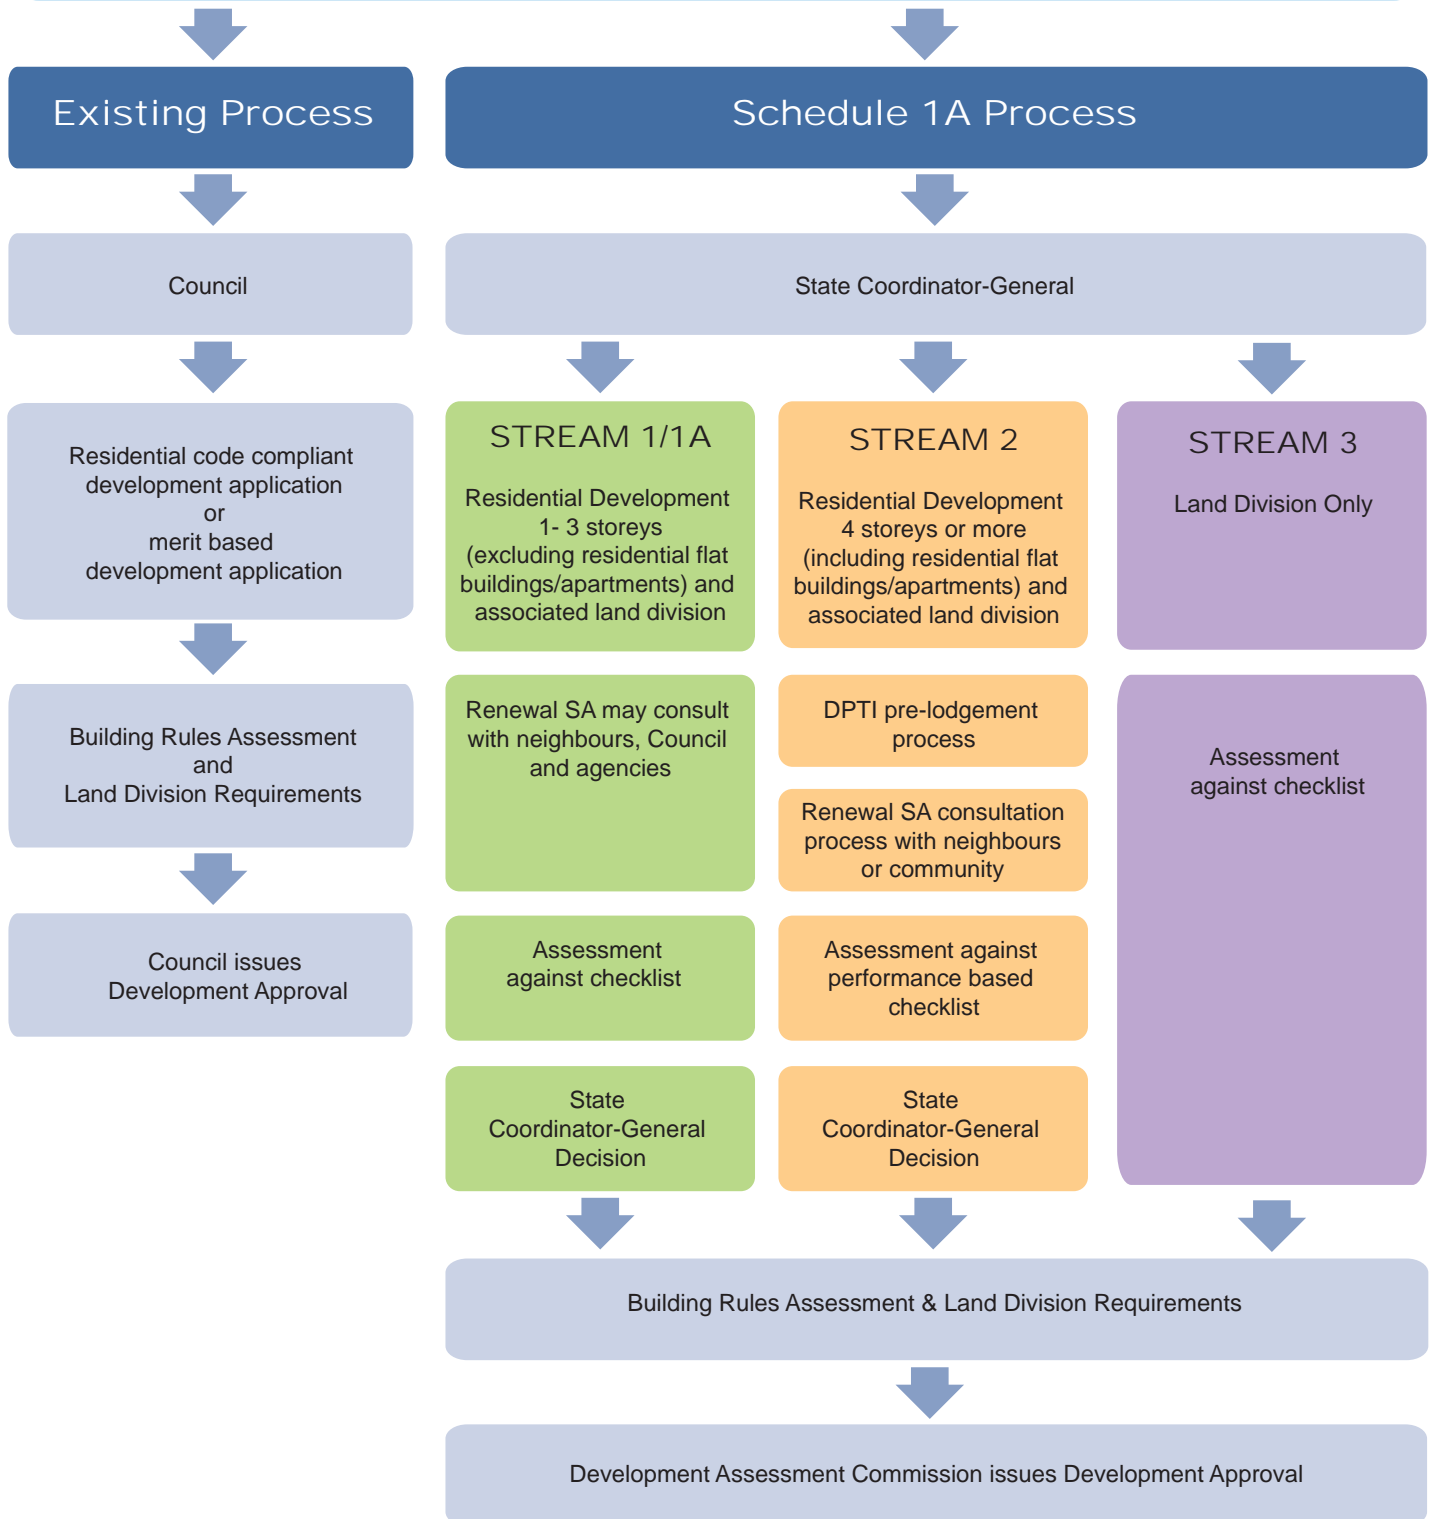 Existing Process
Schedule 1A Process
Council
State Coordinator-General
Residential code compliant
development application
or
merit based
development application
STREAM 1/1A
Residential Development
1- 3 storeys
(excluding residential flat
buildings/apartments) and
associated land division
STREAM 2
Residential Development
4 storeys or more
(including residential flat
buildings/apartments) and
associated land division
STREAM 3
Land Division Only
Building Rules Assessment
and
Land Division Requirements
Renewal SA may consult
with neighbours, Council
and agencies
DPTI pre-lodgement
process
Renewal SA consultation
process with neighbours
or community
Assessment
against checklist
Council issues
Development Approval
Assessment
against checklist
Assessment against
performance based
checklist
State
Coordinator-General
Decision
State
Coordinator-General
Decision
Building Rules Assessment & Land Division Requirements
Development Assessment Commission issues Development Approval